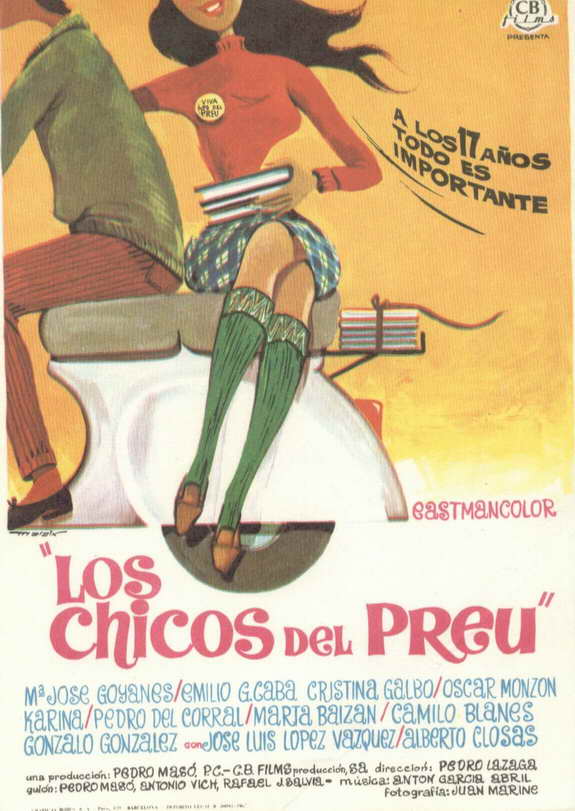 CB
films
PRESENTA
VIVA
LOS DEL
PREU
A LOS 17 AÑOS
TODO ES
IMPORTANTE
EASTMANCOLOR
"LOS
CHICOS DEL PREU"
Mª JOSE GOYANES/EMILIO G.CABA CRISTINA GALBO/OSCAR MONZON
KARINA/PEDRO DEL CORRAL/MARTA BAIZAN/CAMILO BLANES
GONZALO GONZALEZ con JOSE LUIS LOPEZ VAZQUEZ/ALBERTO CLOSAS
una producción: PEDRO MASÓ, P.C.-C.B. FILMS producción, S.A. dirección: PEDRO LAZAGA
guión: PEDRO MASÓ, ANTONIO VICH, RAFAEL J.SALVIA - música: ANTON GARCIA ABRIL
fotografía: JUAN MARINE